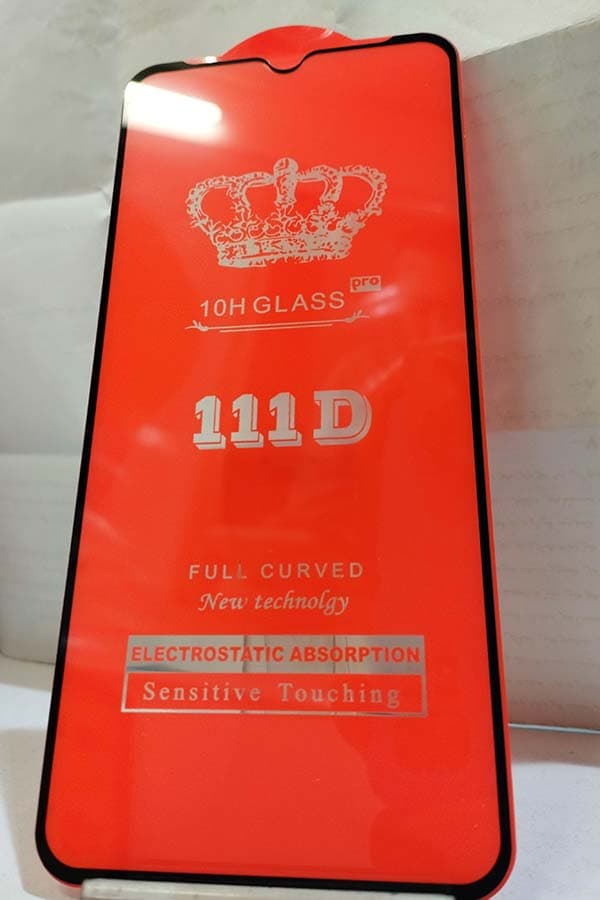 10H GLASS pro
111D
FULL CURVED
New technolgy
ELECTROSTATIC ABSORPTION
Sensitive Touching